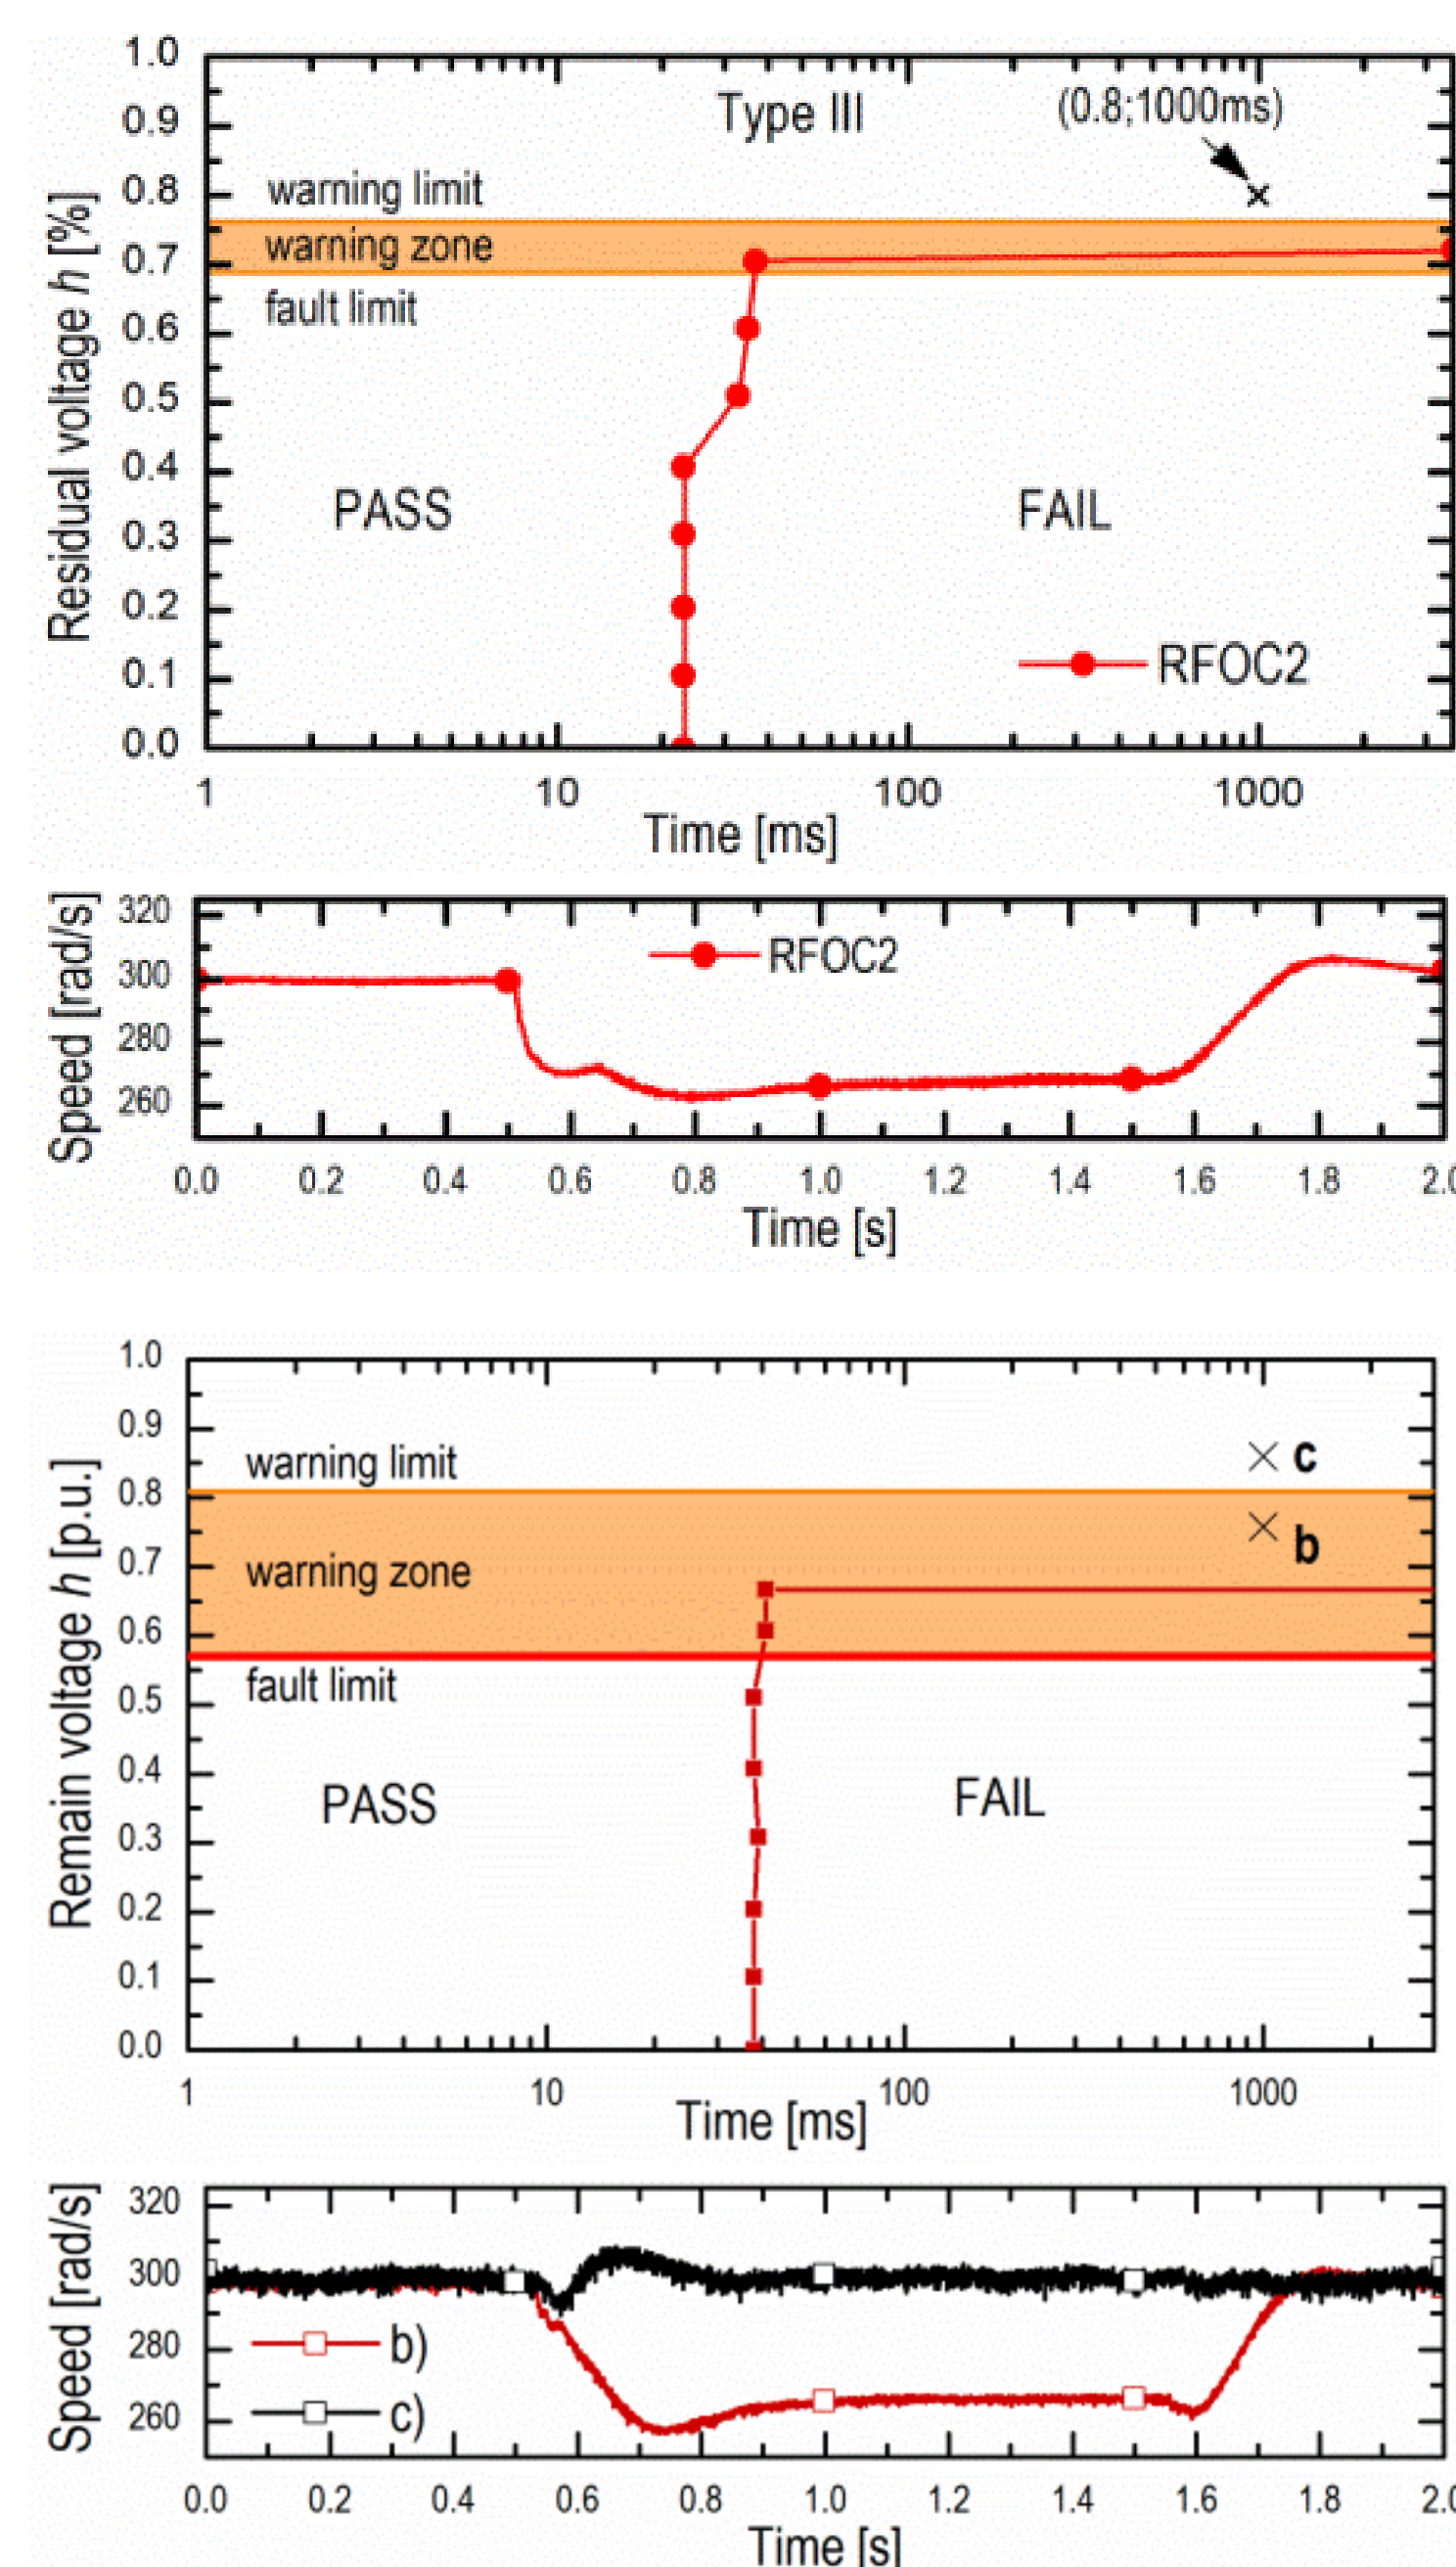 Residual voltage h [%]
1.0
0.9
0.8
0.7
0.6
0.5
0.4
0.3
0.2
0.1
0.0
Type III
(0.8;1000ms)
warning limit
warning zone
fault limit
PASS
FAIL
RFOC2
1 10 100 1000
Time [ms]
Speed [rad/s]
320
300
280
260
RFOC2
0.0 0.2 0.4 0.6 0.8 1.0 1.2 1.4 1.6 1.8 2.0
Time [s]
Remain voltage h [p.u.]
1.0
0.9
0.8
0.7
0.6
0.5
0.4
0.3
0.2
0.1
0.0
warning limit
c
b
warning zone
fault limit
PASS
FAIL
1 10 100 1000
Time [ms]
Speed [rad/s]
320
300
280
260
b)
c)
0.0 0.2 0.4 0.6 0.8 1.0 1.2 1.4 1.6 1.8 2.0
Time [s]